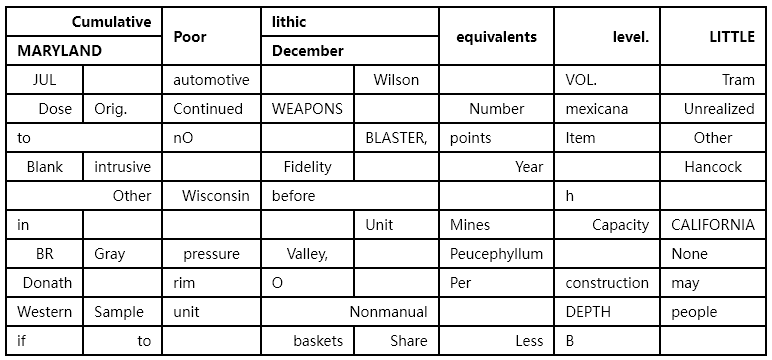 Cumulative Poor lithic equivalents level. LITTLE
MARYLAND December
JUL automotive Wilson VOL. Tram
Dose Orig. Continued WEAPONS Number mexicana Unrealized
to nO BLASTER, points Item Other
Blank intrusive Fidelity Year Hancock
Other Wisconsin before h
in Unit Mines Capacity CALIFORNIA
BR Gray pressure Valley, Peucephyllum None
Donath rim O Per construction may
Western Sample unit Nonmanual DEPTH people
if to baskets Share Less B